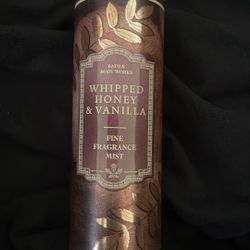 BATH &
BODY WORKS
WHIPPED
HONEY
& VANILLA
FINE
FRAGRANCE
MIST